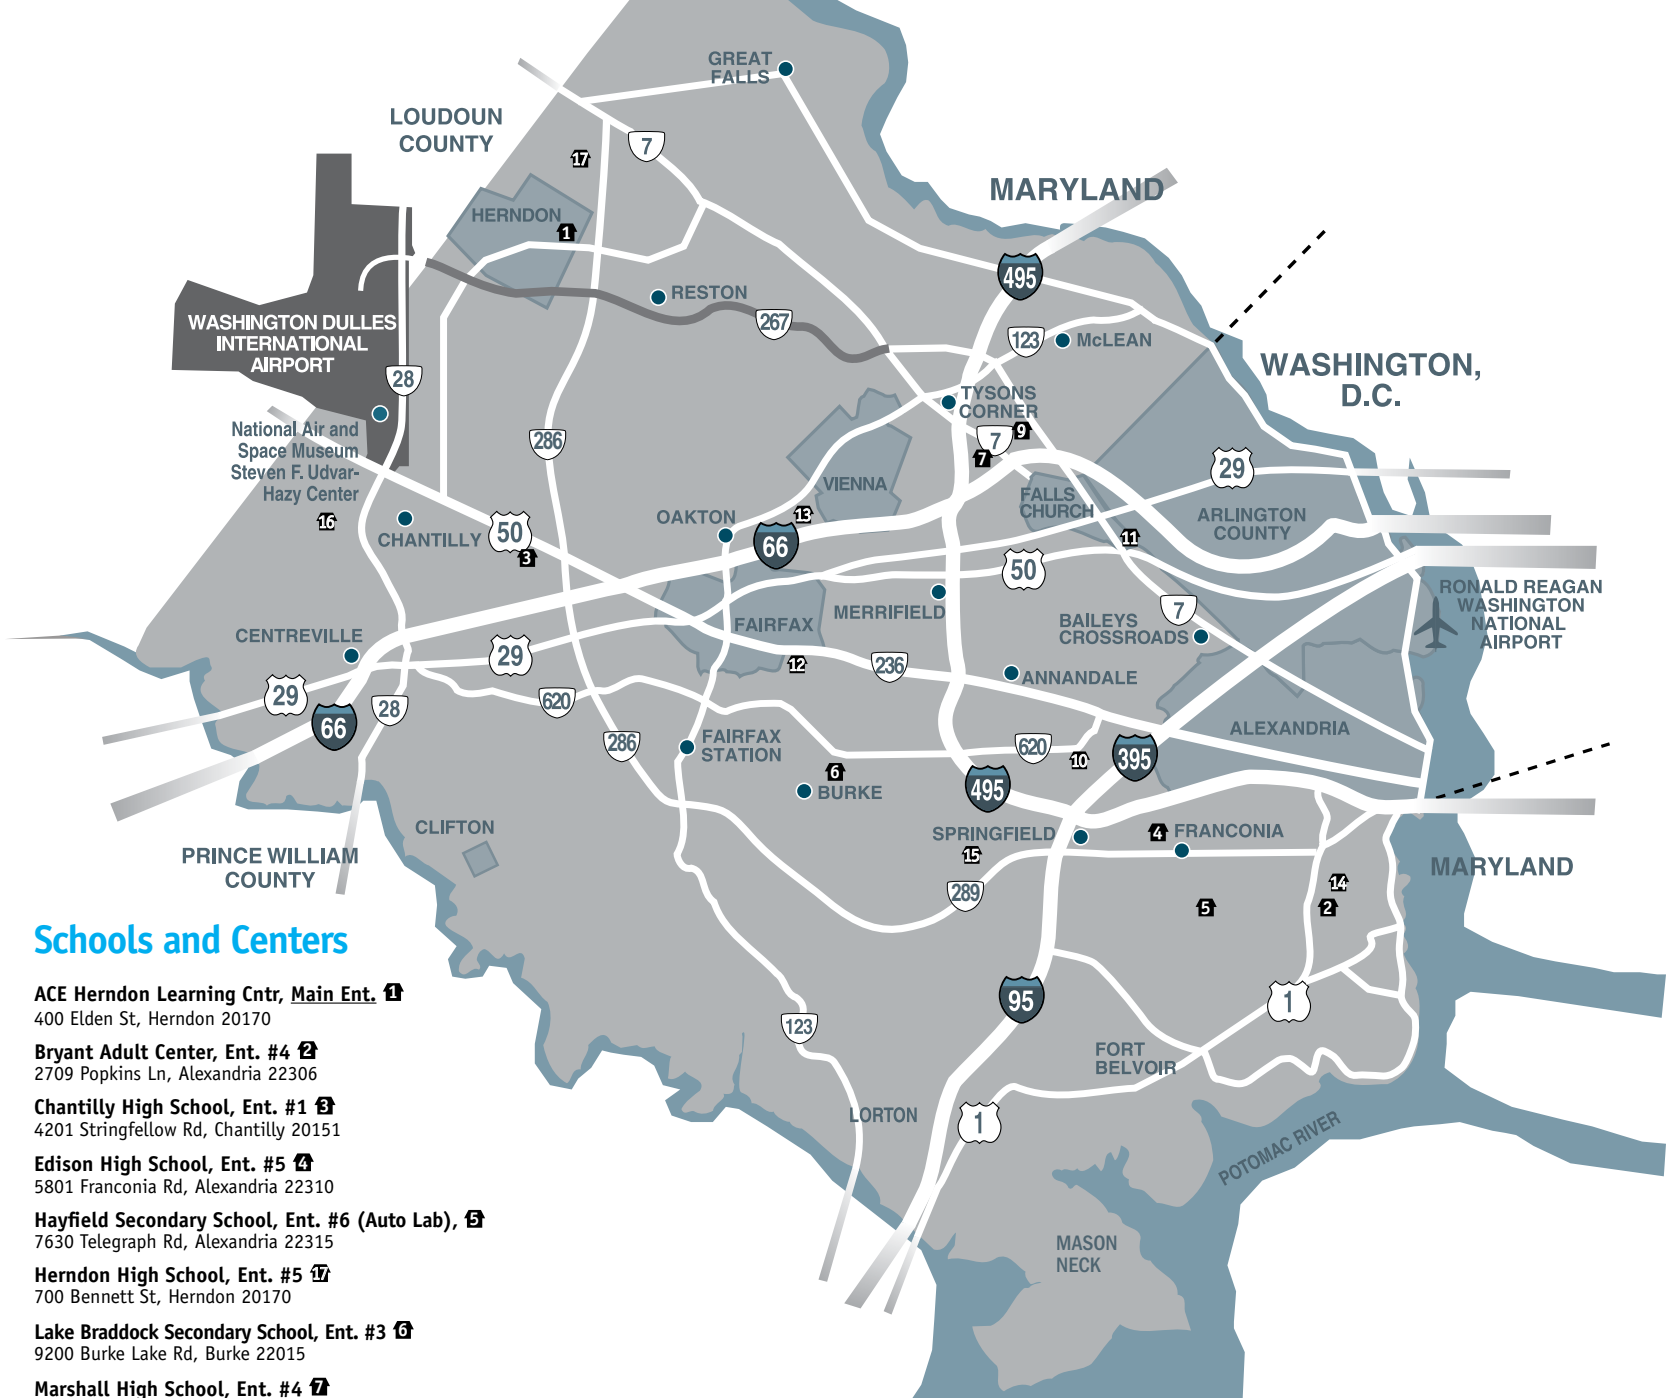 GREAT
FALLS
LOUDOUN
COUNTY
7
17
MARYLAND
HERNDON
1
495
RESTON
267
WASHINGTON DULLES
INTERNATIONAL
AIRPORT
123
McLEAN
WASHINGTON,
D.C.
28
TYSONS
CORNER
National Air and
Space Museum
Steven F. Udvar-
Hazy Center
286
7
9
7
29
VIENNA
FALLS
CHURCH
16
CHANTILLY
50
3
OAKTON
13
66
ARLINGTON
COUNTY
11
50
RONALD REAGAN
WASHINGTON
NATIONAL
AIRPORT
MERRIFIELD
7
BAILEYS
CROSSROADS
CENTREVILLE
FAIRFAX
29
12
236
ANNANDALE
29
28
620
66
286
FAIRFAX
STATION
620
10
395
ALEXANDRIA
6
BURKE
495
CLIFTON
SPRINGFIELD
4
FRANCONIA
15
PRINCE WILLIAM
COUNTY
MARYLAND
289
5
14
2
95
1
123
FORT
BELVOIR
LORTON
1
POTOMAC RIVER
MASON
NECK
Schools and Centers
ACE Herndon Learning Cntr, Main Ent. 1
400 Elden St, Herndon 20170
Bryant Adult Center, Ent. #4 2
2709 Popkins Ln, Alexandria 22306
Chantilly High School, Ent. #1 3
4201 Stringfellow Rd, Chantilly 20151
Edison High School, Ent. #5 4
5801 Franconia Rd, Alexandria 22310
Hayfield Secondary School, Ent. #6 (Auto Lab), 5
7630 Telegraph Rd, Alexandria 22315
Herndon High School, Ent. #5 17
700 Bennett St, Herndon 20170
Lake Braddock Secondary School, Ent. #3 6
9200 Burke Lake Rd, Burke 22015
Marshall High School, Ent. #4 7